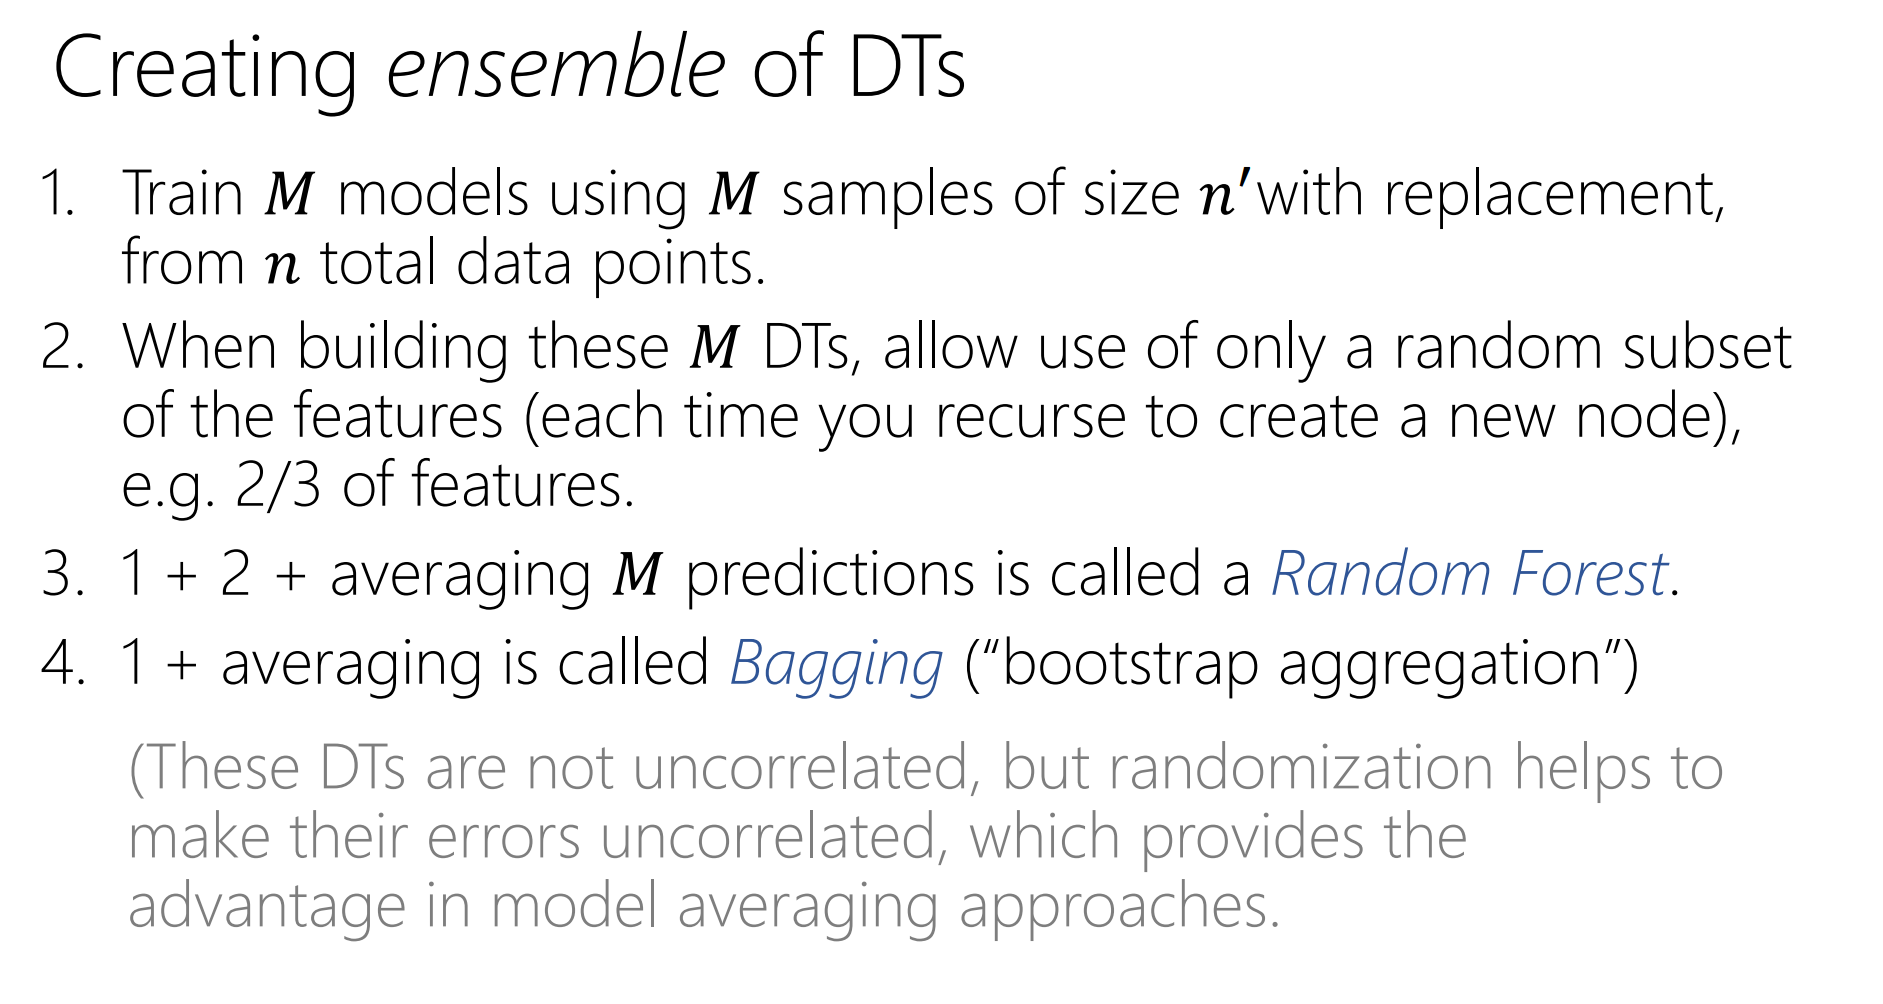 Creating ensemble of DTs
1. Train M models using M samples of size n′ with replacement,
from n total data points.
2. When building these M DTs, allow use of only a random subset
of the features (each time you recurse to create a new node),
e.g. 2/3 of features.
3. 1 + 2 + averaging M predictions is called a Random Forest.
4. 1 + averaging is called Bagging (“bootstrap aggregation”)
(These DTs are not uncorrelated, but randomization helps to
make their errors uncorrelated, which provides the
advantage in model averaging approaches.